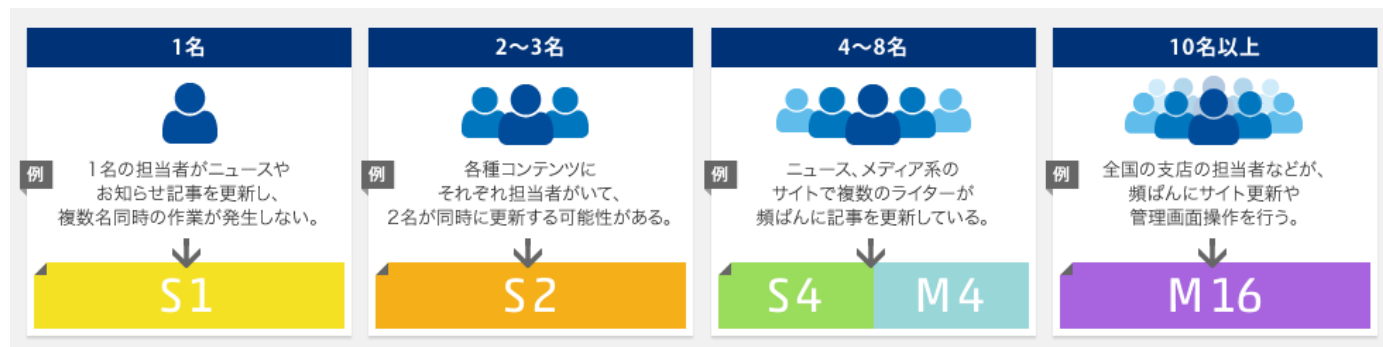 1名
例
1名の担当者がニュースや
お知らせ記事を更新し、
複数名同時の作業が発生しない。
S1
2〜3名
例
各種コンテンツに
それぞれ担当者がいて、
2名が同時に更新する可能性がある。
S2
4〜8名
例
ニュース、メディア系の
サイトで複数のライターが
頻ぱんに記事を更新している。
S4
M4
10名以上
例
全国の支店の担当者などが、
頻ぱんにサイト更新や
管理画面操作を行う。
M16